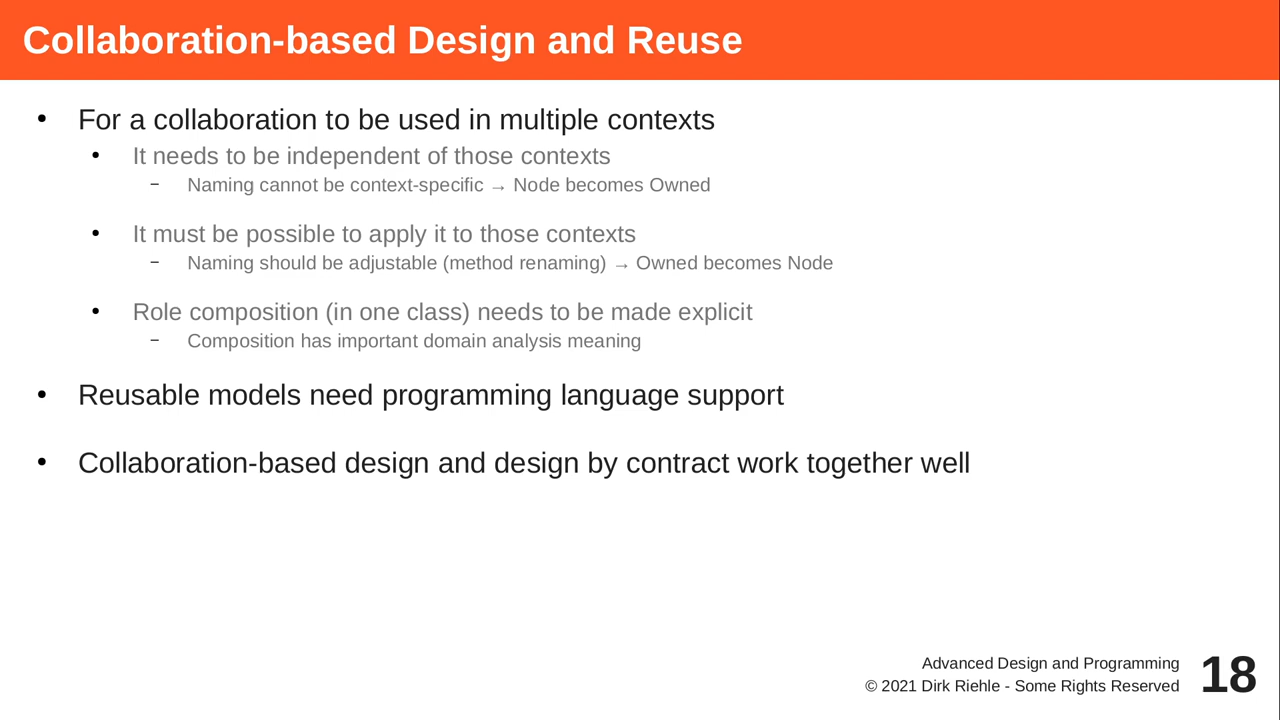 Collaboration-based Design and Reuse
• For a collaboration to be used in multiple contexts
• It needs to be independent of those contexts
– Naming cannot be context-specific → Node becomes Owned
• It must be possible to apply it to those contexts
– Naming should be adjustable (method renaming) → Owned becomes Node
• Role composition (in one class) needs to be made explicit
– Composition has important domain analysis meaning
• Reusable models need programming language support
• Collaboration-based design and design by contract work together well
Advanced Design and Programming
© 2021 Dirk Riehle - Some Rights Reserved
18